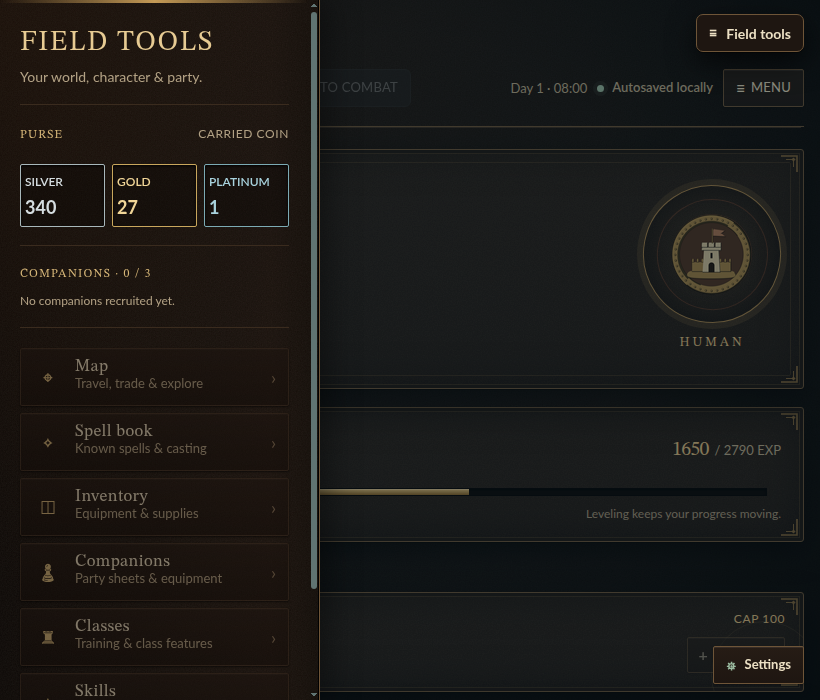 FIELD TOOLS
Your world, character & party.
PURSE
CARRIED COIN
SILVER
340
GOLD
27
PLATINUM
1
COMPANIONS · 0 / 3
No companions recruited yet.
Map
Travel, trade & explore
Spell book
Known spells & casting
Inventory
Equipment & supplies
Companions
Party sheets & equipment
Classes
Training & class features
Skills
Field tools
TO COMBAT
Day 1 · 08:00
Autosaved locally
MENU
HUMAN
1650 / 2790 EXP
Leveling keeps your progress moving.
CAP 100
+
Settings